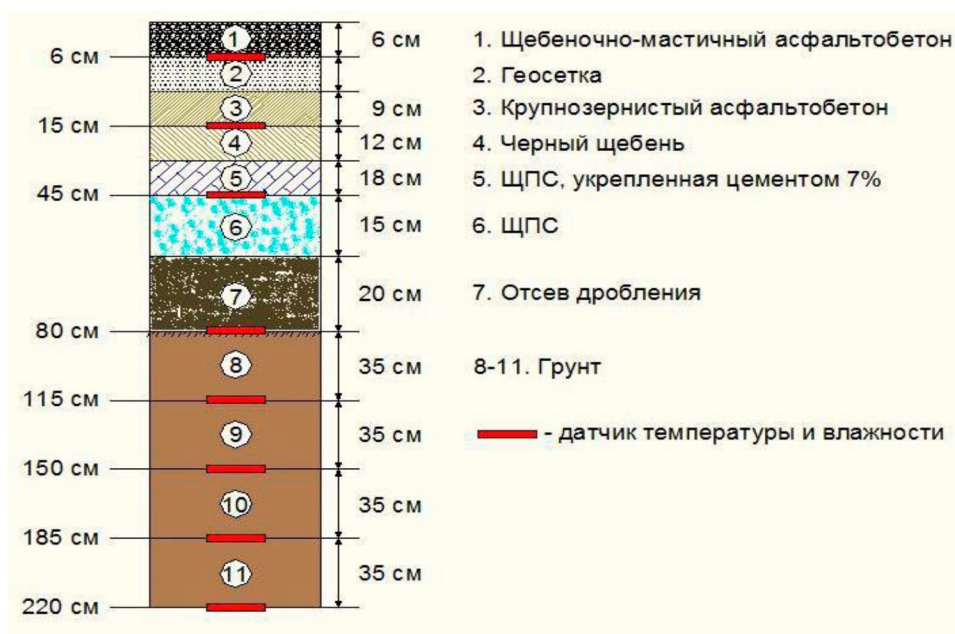 6 см 1. Щебеночно-мастичный асфальтобетон
6 см
2. Геосетка
9 см 3. Крупнозернистый асфальтобетон
15 см
12 см 4. Черный щебень
18 см 5. ЩПС, укрепленная цементом 7%
45 см
15 см 6. ЩПС
20 см 7. Отсев дробления
80 см
35 см 8-11. Грунт
115 см
35 см - датчик температуры и влажности
150 см
35 см
185 см
35 см
220 см
1
2
3
4
5
6
7
8
9
10
11